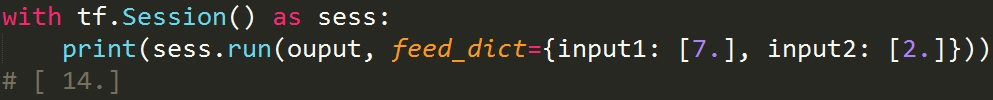 with tf.Session() as sess:
    print(sess.run(ouput, feed_dict={input1: [7.], input2: [2.]}))
# [ 14.]